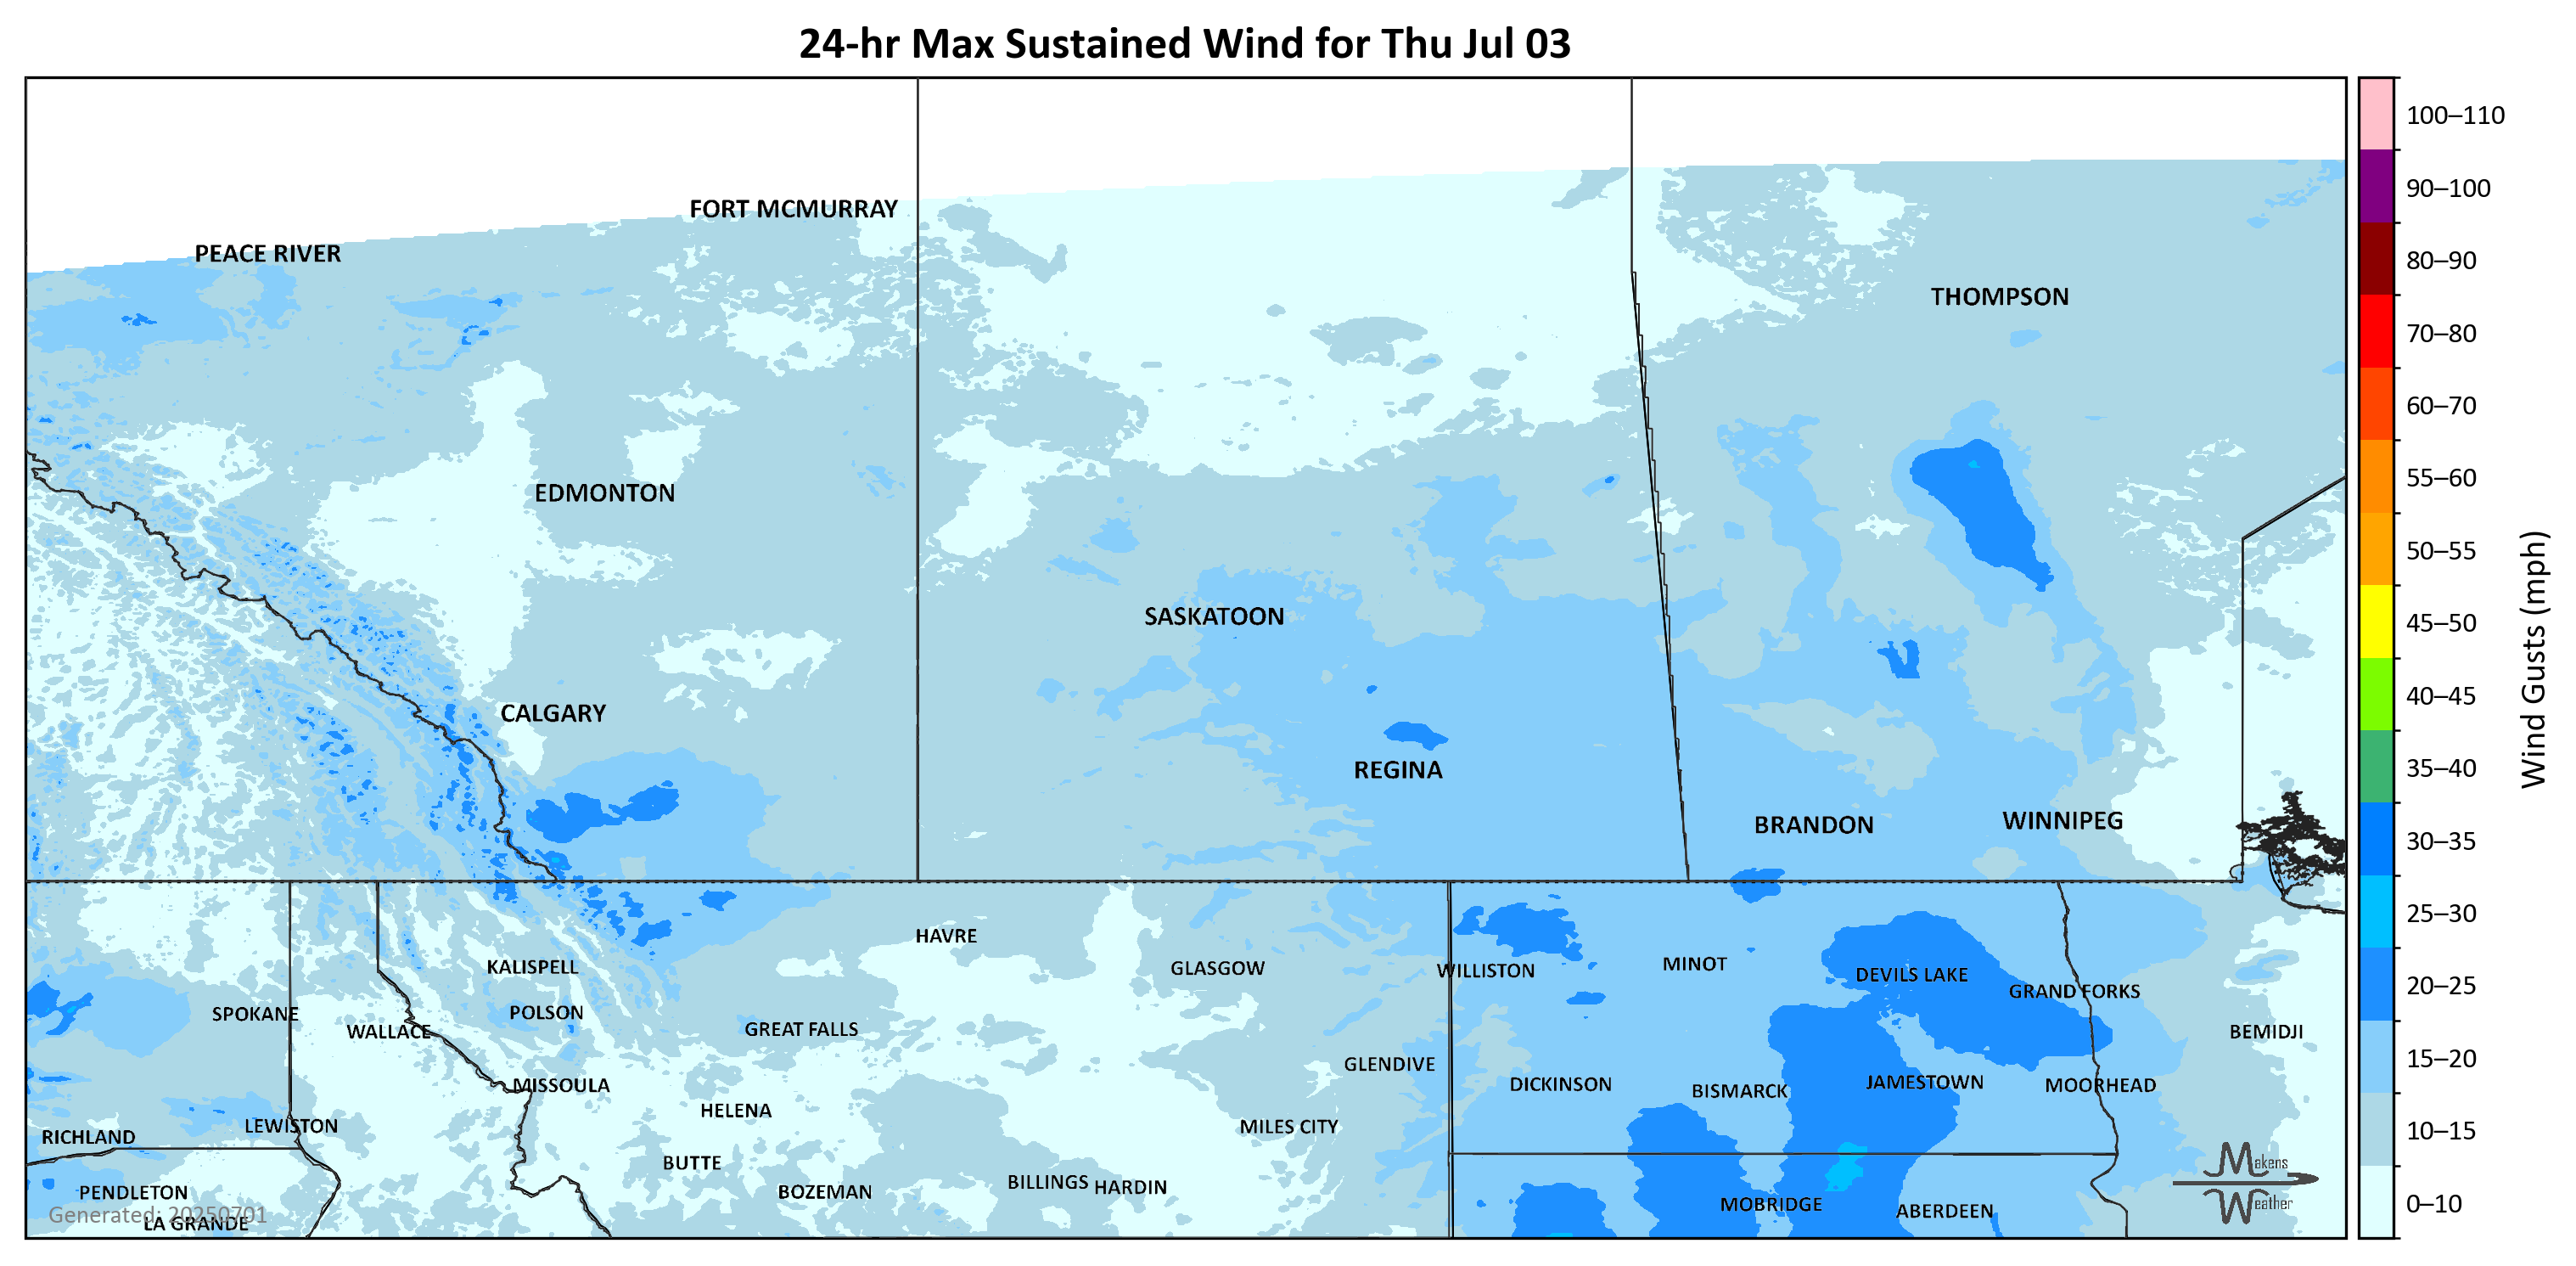 24-hr Max Sustained Wind for Thu Jul 03
100–110
FORT MCMURRAY
90–100
PEACE RIVER
80–90
THOMPSON
70–80
60–70
EDMONTON
55–60
50–55
SASKATOON
45–50
Wind Gusts (mph)
CALGARY
40–45
REGINA
35–40
BRANDON
WINNIPEG
30–35
HAVRE
25–30
KALISPELL
GLASGOW
WILLISTON
MINOT
DEVILS LAKE
GRAND FORKS
20–25
SPOKANE
POLSON
WALLACE
GREAT FALLS
BEMIDJI
GLENDIVE
15–20
MISSOULA
DICKINSON
BISMARCK
JAMESTOWN
MOORHEAD
HELENA
LEWISTON
MILES CITY
10–15
RICHLAND
BUTTE
Makens
Weather
PENDLETON
BOZEMAN
BILLINGS
HARDIN
MOBRIDGE
ABERDEEN
0–10
Generated: 20250701
LA GRANDE